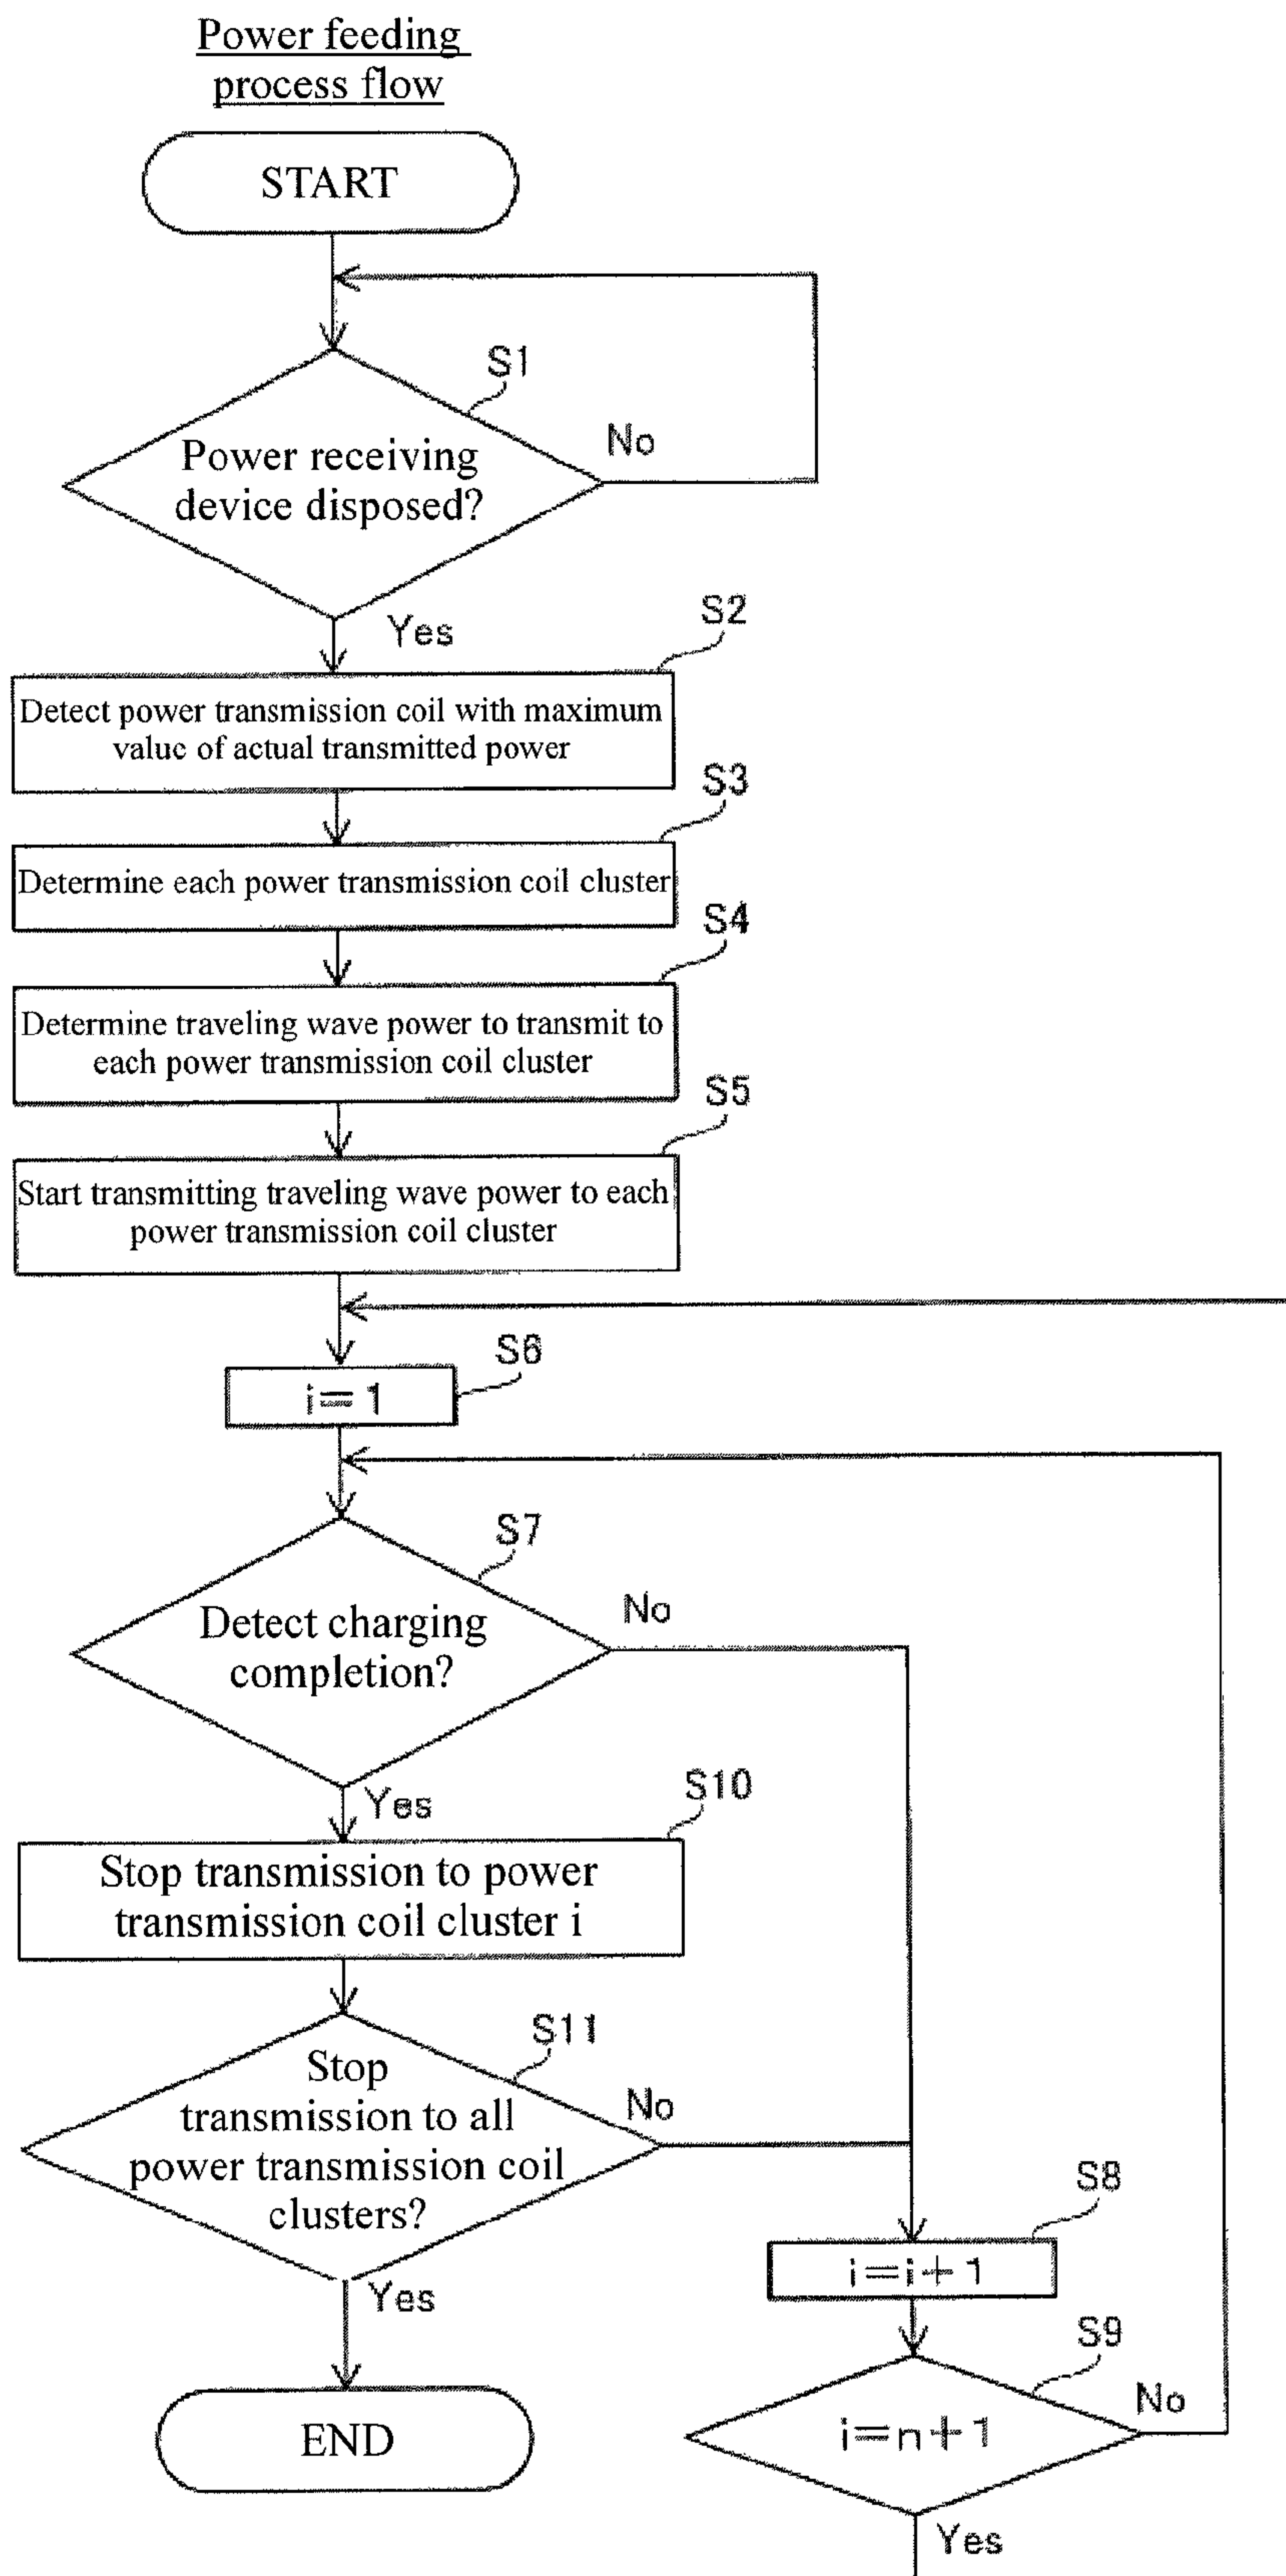 Power feeding
process flow
START
S1
Power receiving
device disposed?
No
Yes
S2
Detect power transmission coil with maximum
value of actual transmitted power
S3
Determine each power transmission coil cluster
S4
Determine traveling wave power to transmit to
each power transmission coil cluster
S5
Start transmitting traveling wave power to each
power transmission coil cluster
S6
i=1
S7
Detect charging
completion?
No
Yes
S10
Stop transmission to power
transmission coil cluster i
S11
Stop
transmission to all
power transmission coil
clusters?
No
Yes
S8
i=i+1
S9
i=n+1
No
Yes
END